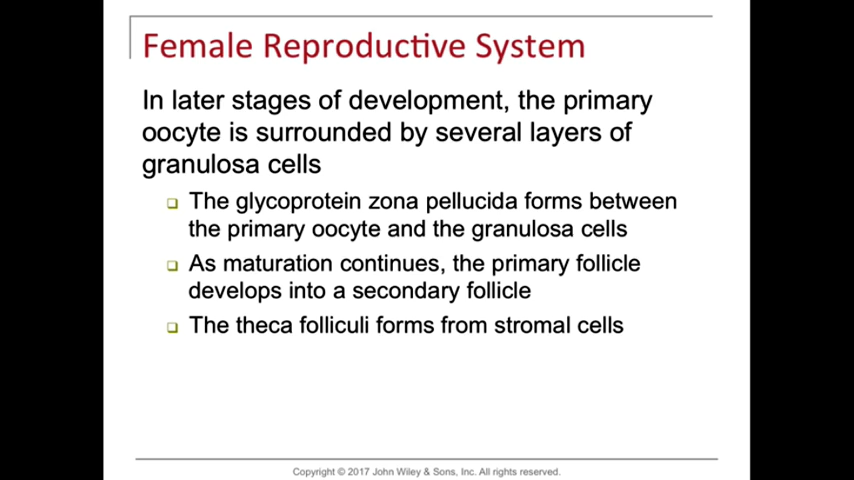 Female Reproductive System
In later stages of development, the primary
oocyte is surrounded by several layers of
granulosa cells
The glycoprotein zona pellucida forms between
the primary oocyte and the granulosa cells
As maturation continues, the primary follicle
develops into a secondary follicle
The theca folliculi forms from stromal cells
Copyright © 2017 John Wiley & Sons, Inc. All rights reserved.